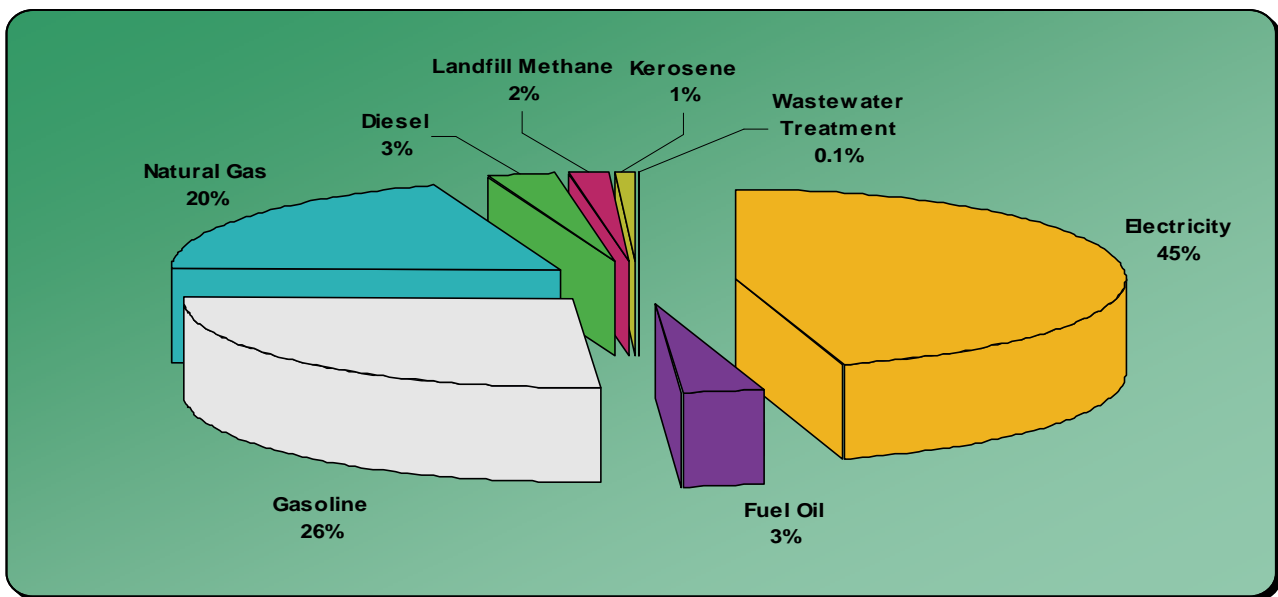 Landfill Methane
2%
Kerosene
1%
Wastewater
Treatment
0.1%
Diesel
3%
Natural Gas
20%
Electricity
45%
Gasoline
26%
Fuel Oil
3%